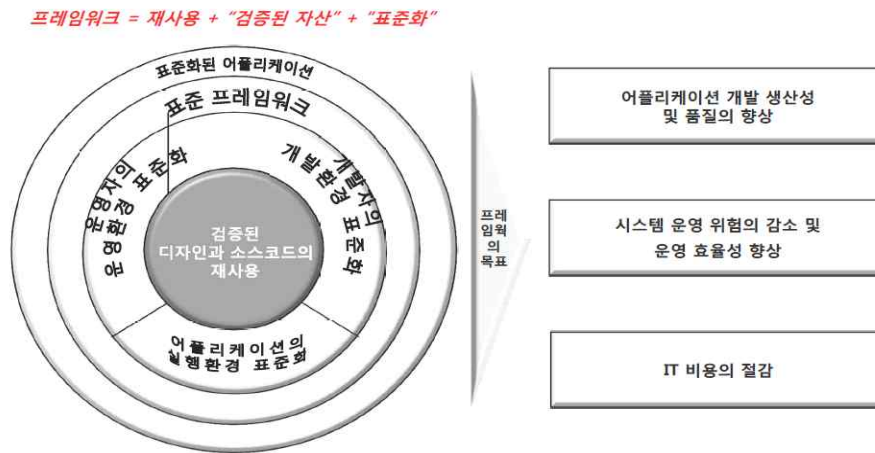 프레임워크 = 재사용 + "검증된 자산" + "표준화"
표준화된 어플리케이션
표준 프레임워크
운영자의
운영환경 표준화
개발자의
개발환경 표준화
검증된
디자인과 소스코드의
재사용
어플리케이션의
실행환경 표준화
프레
임웍
의
목표
어플리케이션 개발 생산성
및 품질의 향상
시스템 운영 위험의 감소 및
운영 효율성 향상
IT 비용의 절감